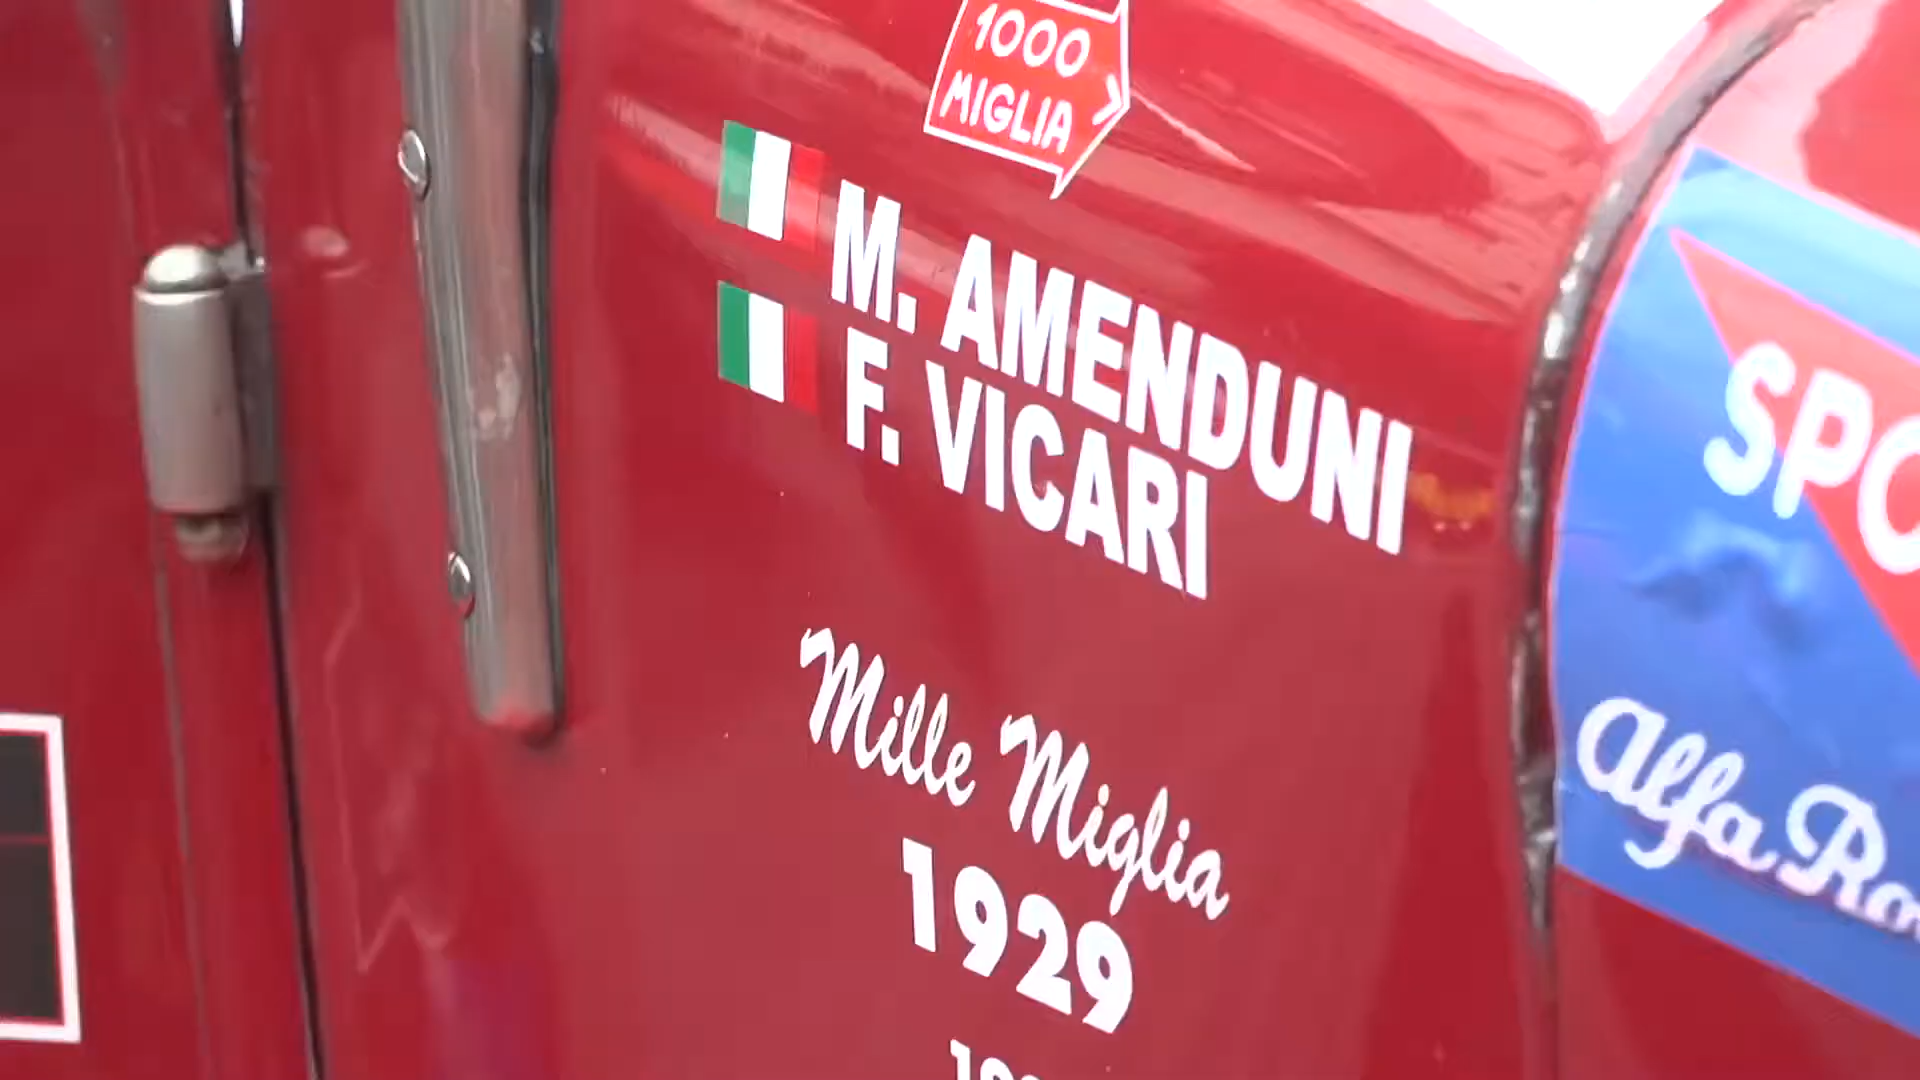 1000
MIGLIA
M. AMENDUNI
F. VICARI
Mille Miglia
1929
SPO
Alfa Ro